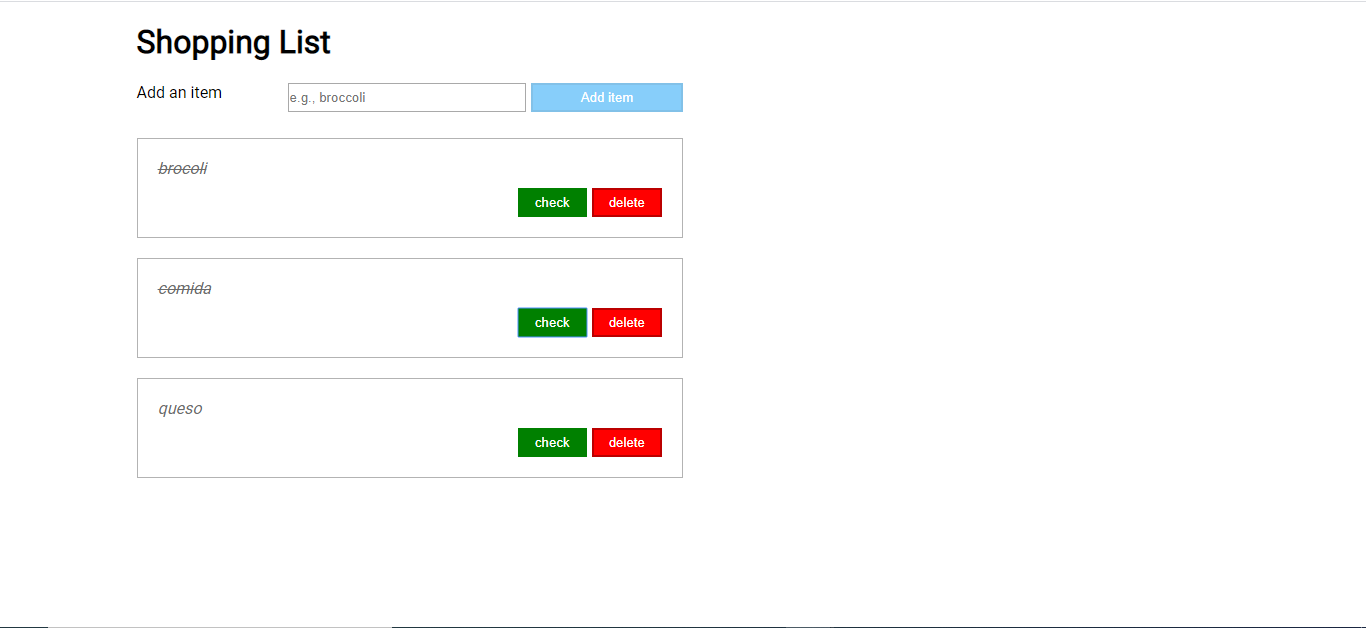 Shopping List
Add an item e.g., broccoli Add item
brocoli
check delete
comida
check delete
queso
check delete